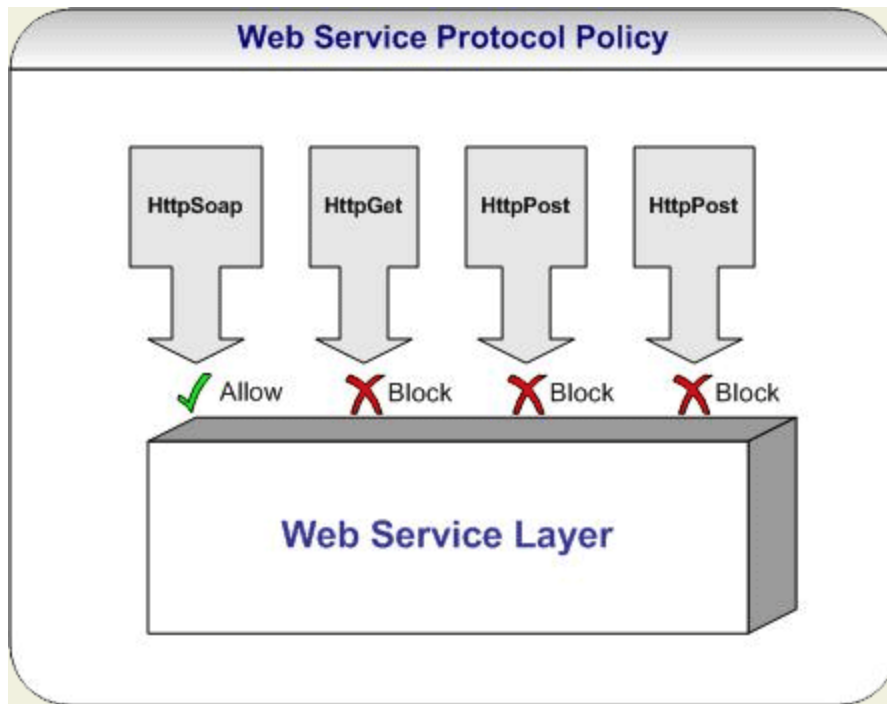 Web Service Protocol Policy
HttpSoap
HttpGet
HttpPost
HttpPost
Allow
Block
Block
Block
Web Service Layer